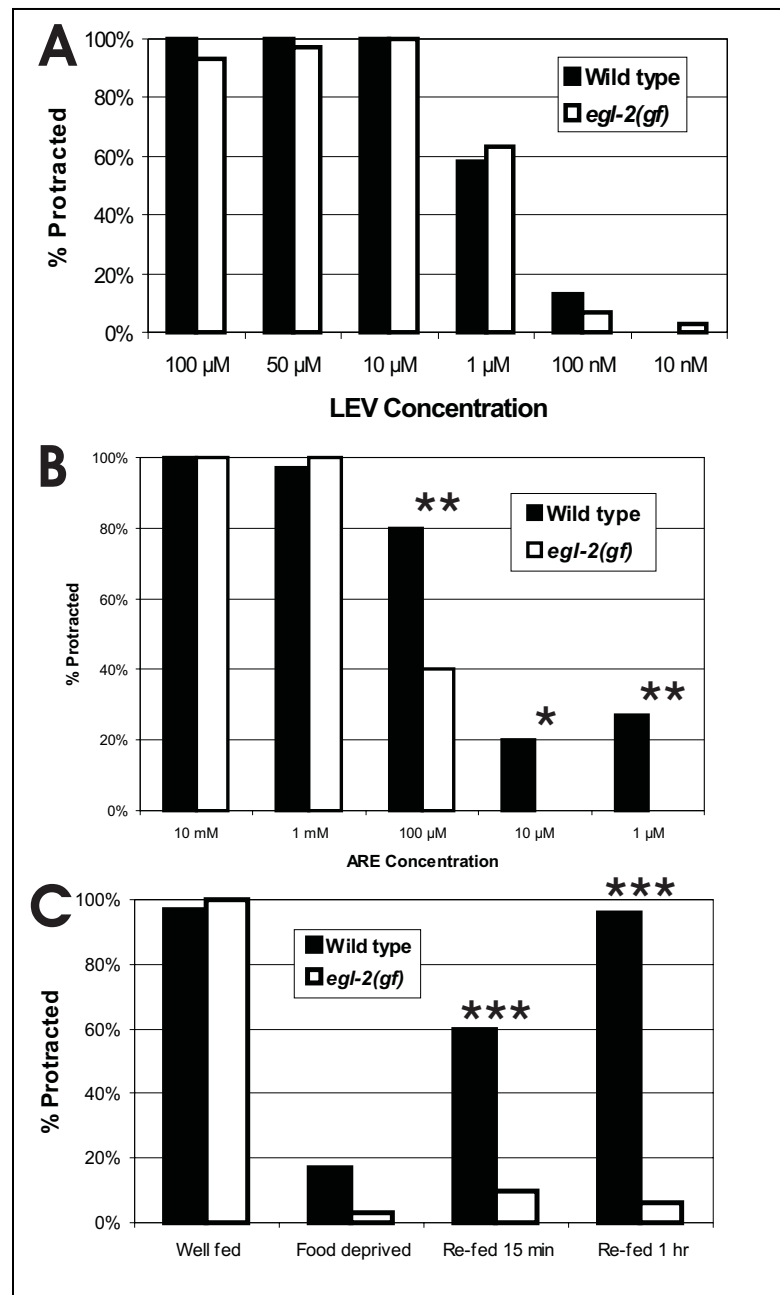 A
100%
80%
60%
40%
20%
0%
% Protracted
Wild type
egl-2(gf)
100 µM 50 µM 10 µM 1 µM 100 nM 10 nM
LEV Concentration
B
100%
80%
60%
40%
20%
0%
% Protracted
Wild type
egl-2(gf)
** * **
10 mM 1 mM 100 µM 10 µM 1 µM
ARE Concentration
C
100%
80%
60%
40%
20%
0%
% Protracted
Wild type
egl-2(gf)
*** ***
Well fed Food deprived Re-fed 15 min Re-fed 1 hr